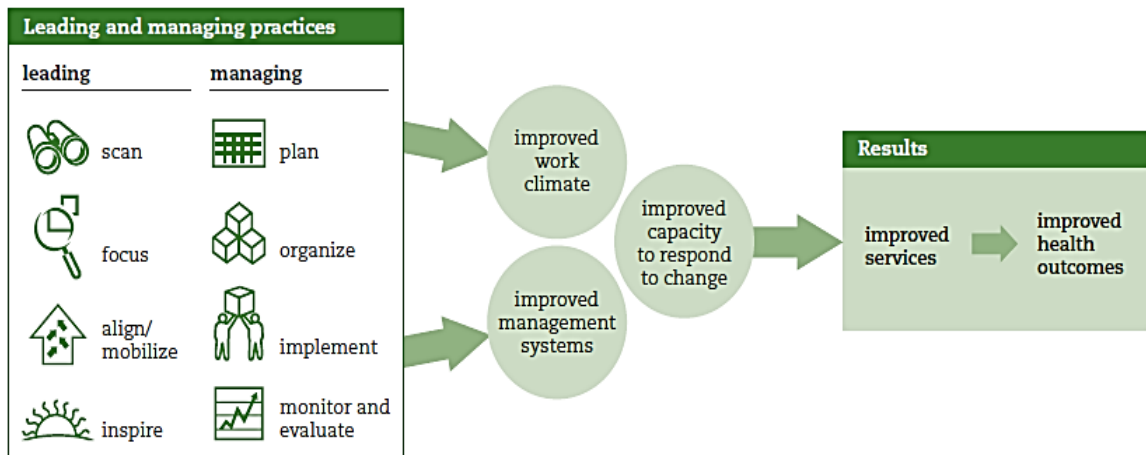 Leading and managing practices
leading
managing
scan
plan
focus
organize
align/
mobilize
implement
inspire
monitor and
evaluate
improved
work
climate
improved
management
systems
improved
capacity
to respond
to change
Results
improved
services
improved
health
outcomes